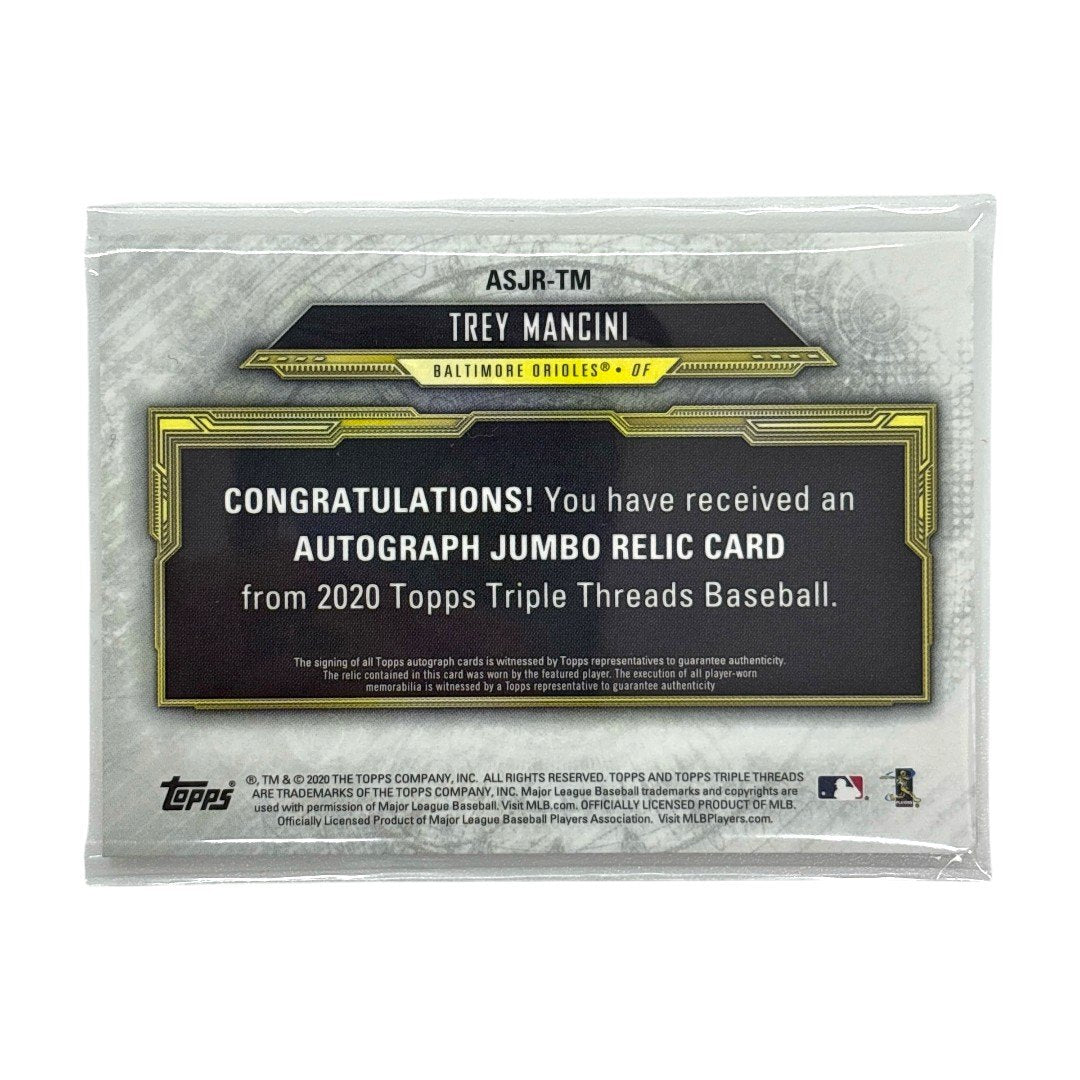 ASJR-TM
TREY MANCINI
BALTIMORE ORIOLES® • OF
CONGRATULATIONS! You have received an
AUTOGRAPH JUMBO RELIC CARD
from 2020 Topps Triple Threads Baseball.
The signing of all Topps autograph cards is witnessed by Topps representatives to guarantee authenticity.
The relic contained in this card was worn by the featured player. The execution of all player-worn
memorabilia is witnessed by a Topps representative to guarantee authenticity
Topps®
®, TM & © 2020 THE TOPPS COMPANY, INC. ALL RIGHTS RESERVED. TOPPS AND TOPPS TRIPLE THREADS
ARE TRADEMARKS OF THE TOPPS COMPANY, INC. Major League Baseball trademarks and copyrights are
used with permission of Major League Baseball. Visit MLB.com. OFFICIALLY LICENSED PRODUCT OF MLB.
Officially Licensed Product of Major League Baseball Players Association. Visit MLBPlayers.com.